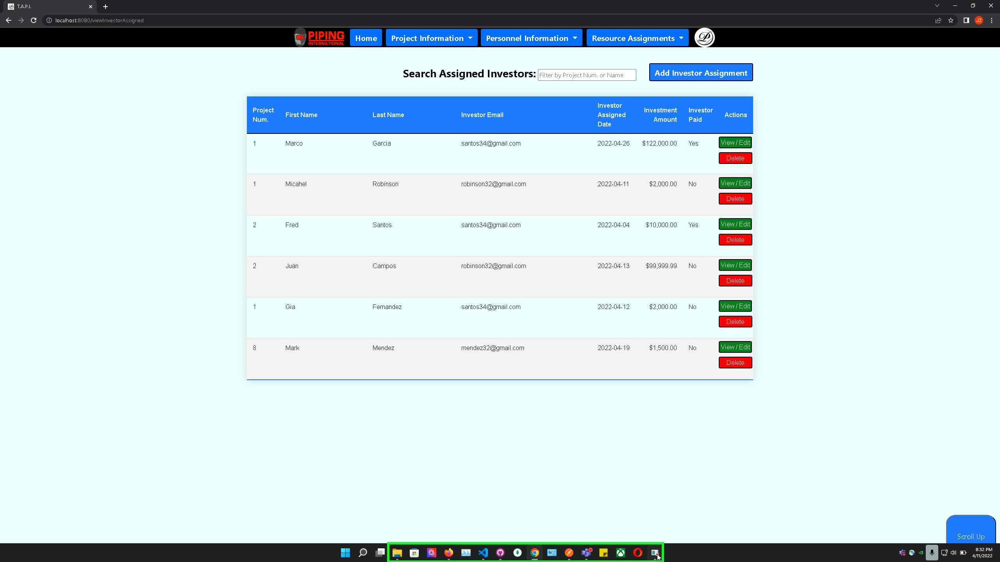 T.A.P.I.
localhost:8080/viewInvestorAssigned
JZ
PIPING
INTERNATIONAL
Home
Project Information
Personnel Information
Resource Assignments
Search Assigned Investors:
Filter by Project Num. or Name
Add Investor Assignment
Project Num. First Name Last Name Investor Email Investor Assigned Date Investment Amount Investor Paid Actions
1 Marco Garcia santos34@gmail.com 2022-04-26 $122,000.00 Yes View / Edit
Delete
1 Micahel Robinson robinson32@gmail.com 2022-04-11 $2,000.00 No View / Edit
Delete
2 Fred Santos santos34@gmail.com 2022-04-04 $10,000.00 Yes View / Edit
Delete
2 Juan Campos robinson32@gmail.com 2022-04-13 $99,999.99 No View / Edit
Delete
1 Gia Fernandez santos34@gmail.com 2022-04-12 $2,000.00 No View / Edit
Delete
8 Mark Mendez mendez32@gmail.com 2022-04-19 $1,500.00 No View / Edit
Delete
Scroll Up
8:32 PM
4/11/2022